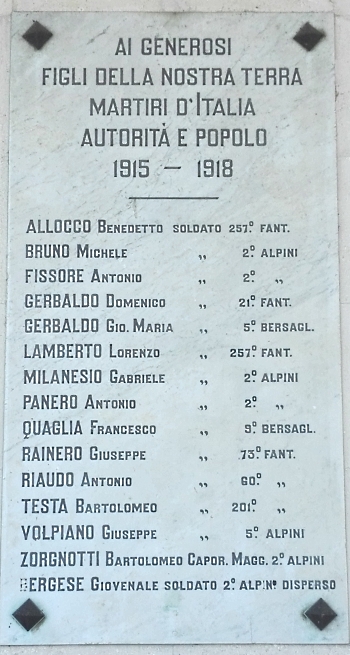 AI GENEROSI
FIGLI DELLA NOSTRA TERRA
MARTIRI D'ITALIA
AUTORITÀ E POPOLO
1915 — 1918
ALLOCCO BENEDETTO SOLDATO 257.º FANT.
BRUNO MICHELE „ 2.º ALPINI
FISSORE ANTONIO „ 2.º „
GERBALDO DOMENICO „ 21.º FANT.
GERBALDO GIO. MARIA „ 5.º BERSAGL.
LAMBERTO LORENZO „ 257.º FANT.
MILANESIO GABRIELE „ 2.º ALPINI
PANERO ANTONIO „ 2.º „
QUAGLIA FRANCESCO „ 9.º BERSAGL.
RAINERO GIUSEPPE „ 73.º FANT.
RIAUDO ANTONIO „ 60.º „
TESTA BARTOLOMEO „ 201.º „
VOLPIANO GIUSEPPE „ 5.º ALPINI
ZORGNOTTI BARTOLOMEO CAPOR. MAGG. 2.º ALPINI
BERGESE GIOVENALE SOLDATO 2.º ALPINI DISPERSO